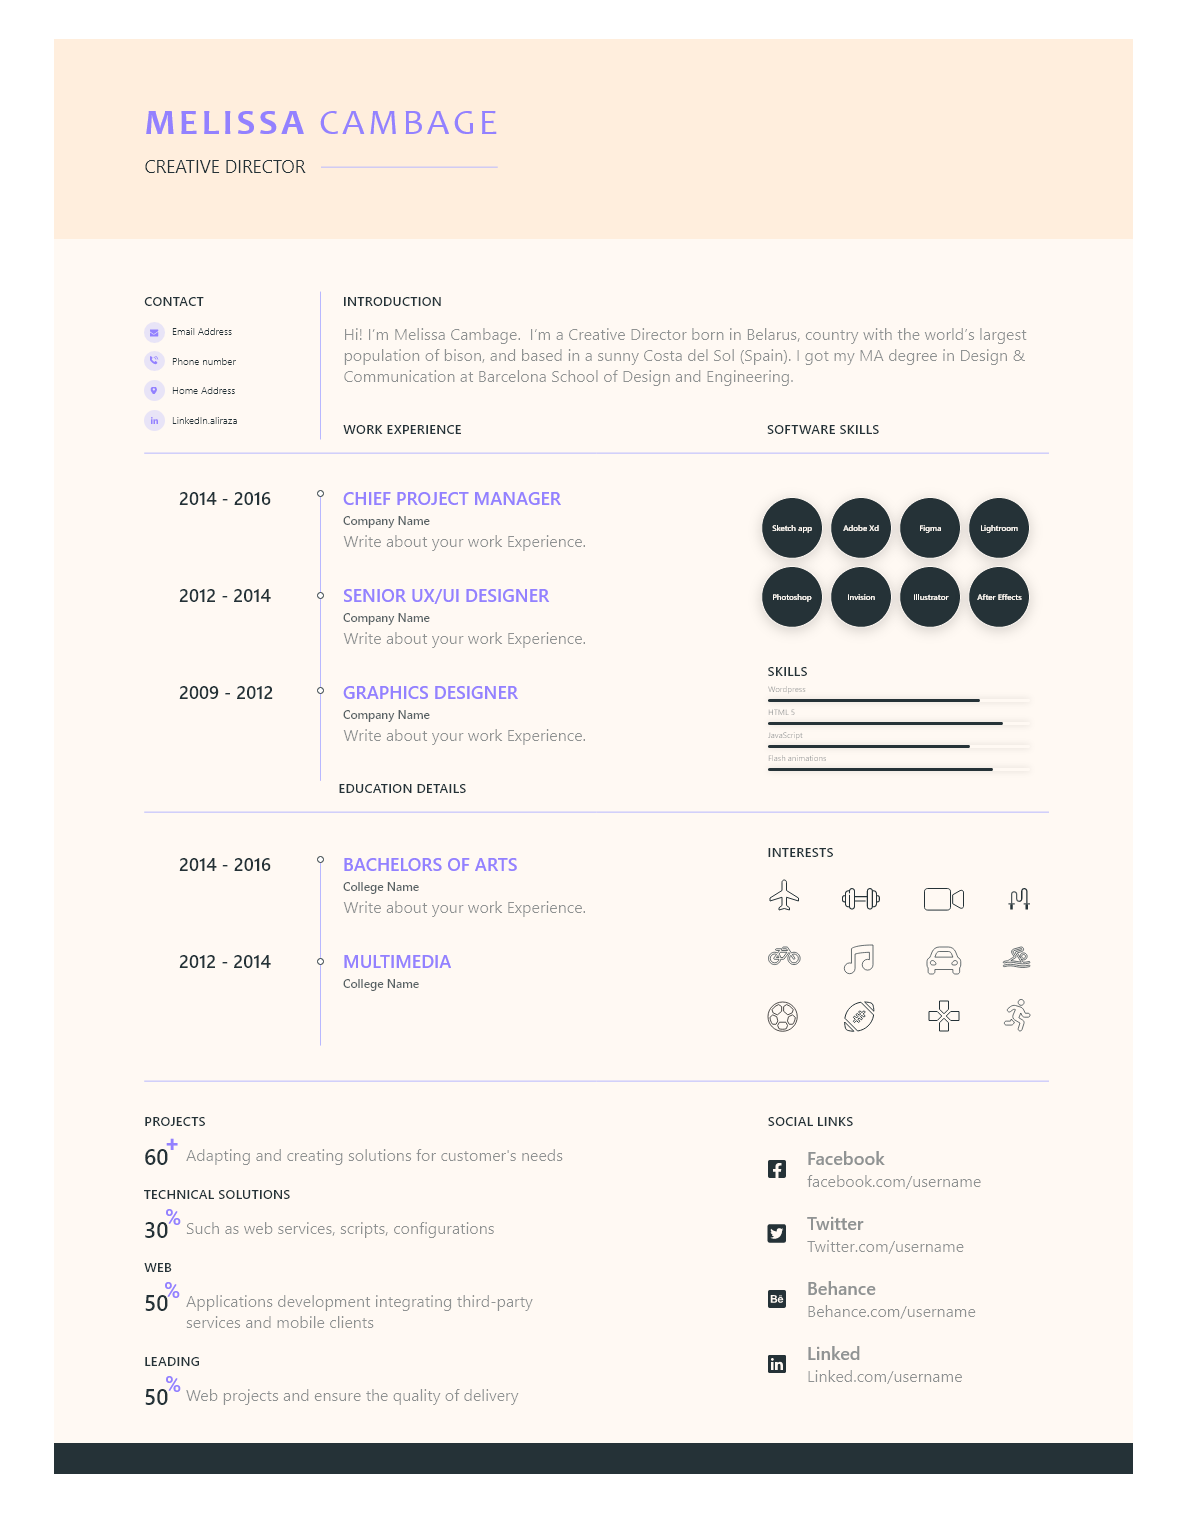 MELISSA CAMBAGE
CREATIVE DIRECTOR
CONTACT
Email Address
Phone number
Home Address
in LinkedIn.aliraza
INTRODUCTION
Hi! I'm Melissa Cambage. I'm a Creative Director born in Belarus, country with the world's largest
population of bison, and based in a sunny Costa del Sol (Spain). I got my MA degree in Design &
Communication at Barcelona School of Design and Engineering.
WORK EXPERIENCE
2014 - 2016
CHIEF PROJECT MANAGER
Company Name
Write about your work Experience.
2012 - 2014
SENIOR UX/UI DESIGNER
Company Name
Write about your work Experience.
2009 - 2012
GRAPHICS DESIGNER
Company Name
Write about your work Experience.
SOFTWARE SKILLS
Sketch app Adobe Xd Figma Lightroom
Photoshop Invision Illustrator After Effects
SKILLS
Wordpress
HTML 5
JavaScript
Flash animations
EDUCATION DETAILS
2014 - 2016
BACHELORS OF ARTS
College Name
Write about your work Experience.
2012 - 2014
MULTIMEDIA
College Name
INTERESTS
PROJECTS
60+ Adapting and creating solutions for customer's needs
TECHNICAL SOLUTIONS
30% Such as web services, scripts, configurations
WEB
50% Applications development integrating third-party
services and mobile clients
LEADING
50% Web projects and ensure the quality of delivery
SOCIAL LINKS
Facebook
facebook.com/username
Twitter
Twitter.com/username
Bē Behance
Behance.com/username
in Linked
Linked.com/username